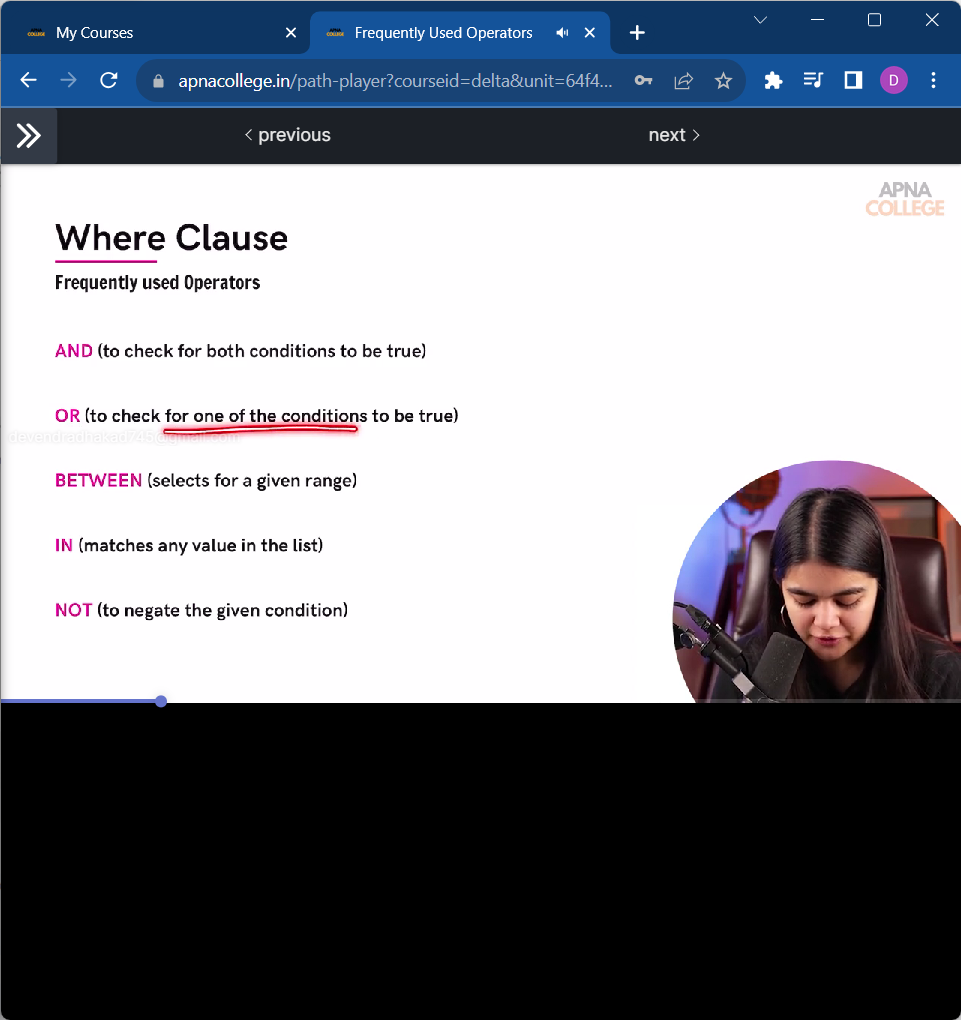 My Courses
Frequently Used Operators
apnacollege.in/path-player?courseid=delta&unit=64f4...
D
< previous
next >
APNA
COLLEGE
Where Clause
Frequently used Operators
AND (to check for both conditions to be true)
OR (to check for one of the conditions to be true)
BETWEEN (selects for a given range)
IN (matches any value in the list)
NOT (to negate the given condition)